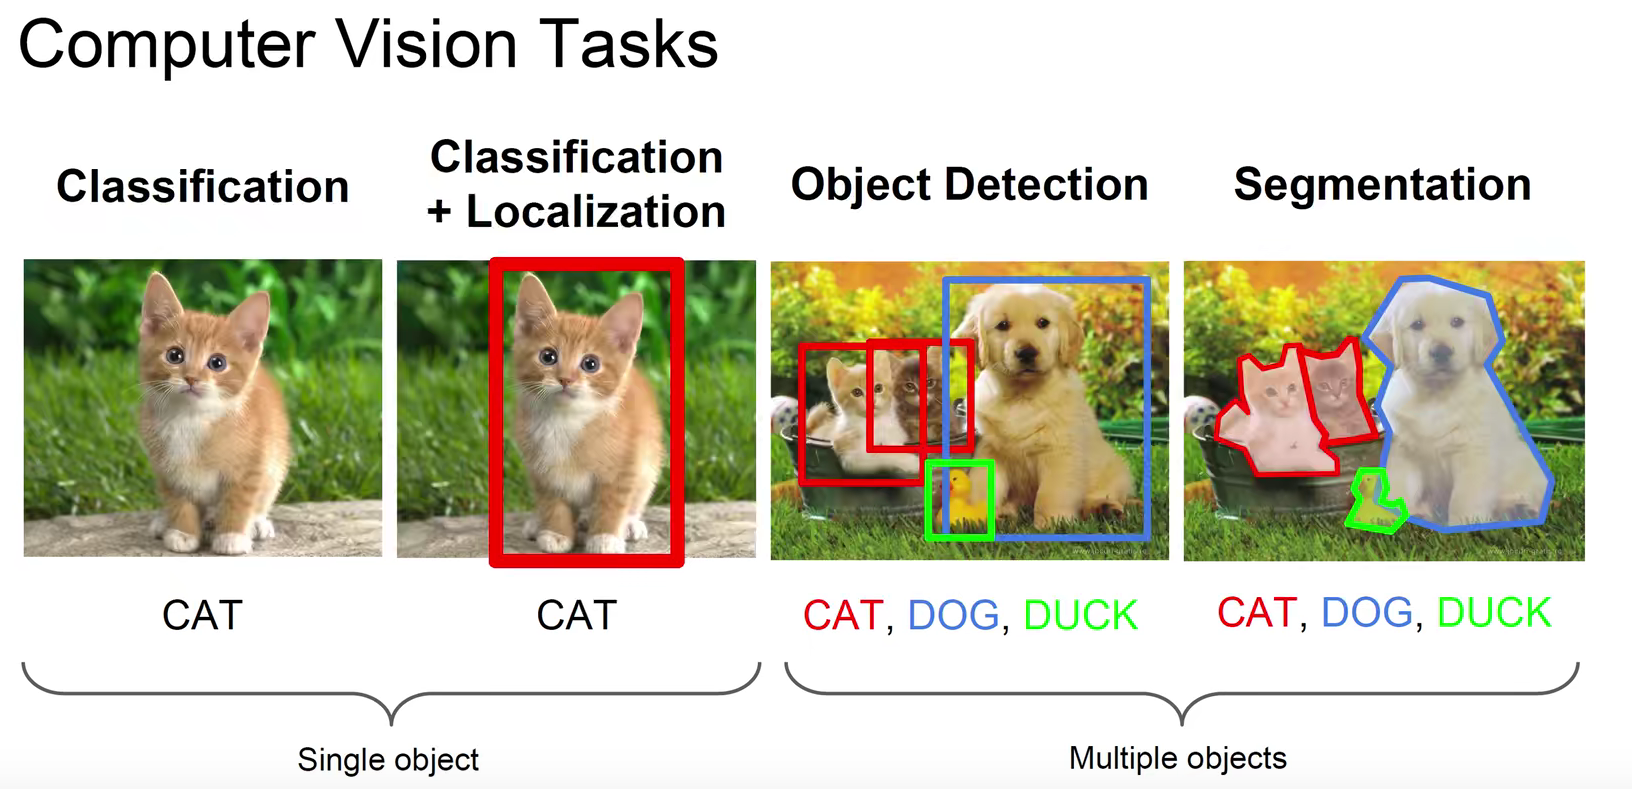 Computer Vision Tasks
Classification
Classification
+ Localization
Object Detection
Segmentation
CAT
CAT
CAT, DOG, DUCK
CAT, DOG, DUCK
Single object
Multiple objects